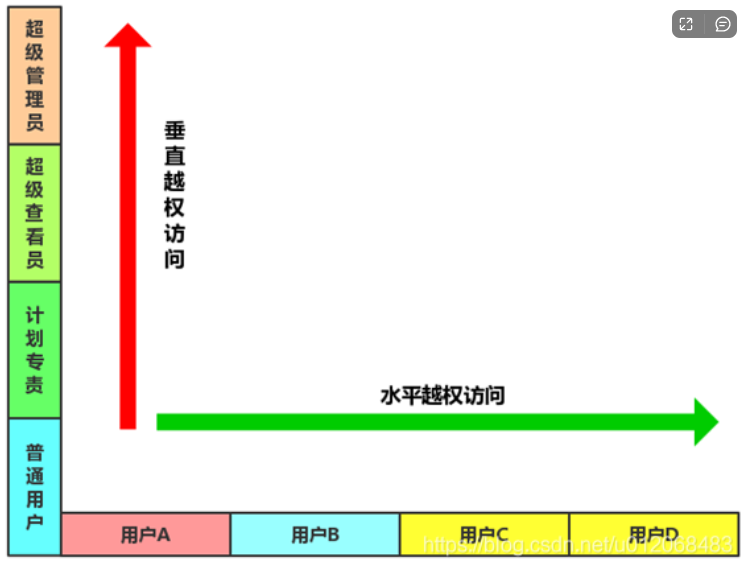 超级管理员
超级查看员
计划专责
普通用户
垂直越权访问
水平越权访问
用户A
用户B
用户C
用户D
https://blog.csdn.net/u012068483